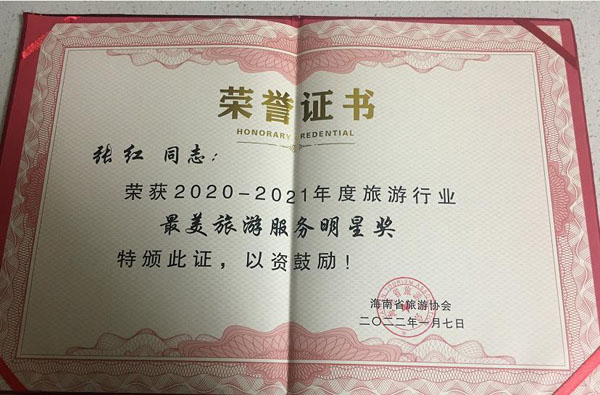 荣誉证书
HONORARY CREDENTIAL
张红 同志:
荣获2020-2021年度旅游行业
最美旅游服务明星奖
特颁此证，以资鼓励!
海南省旅游协会
二〇二二年一月七日